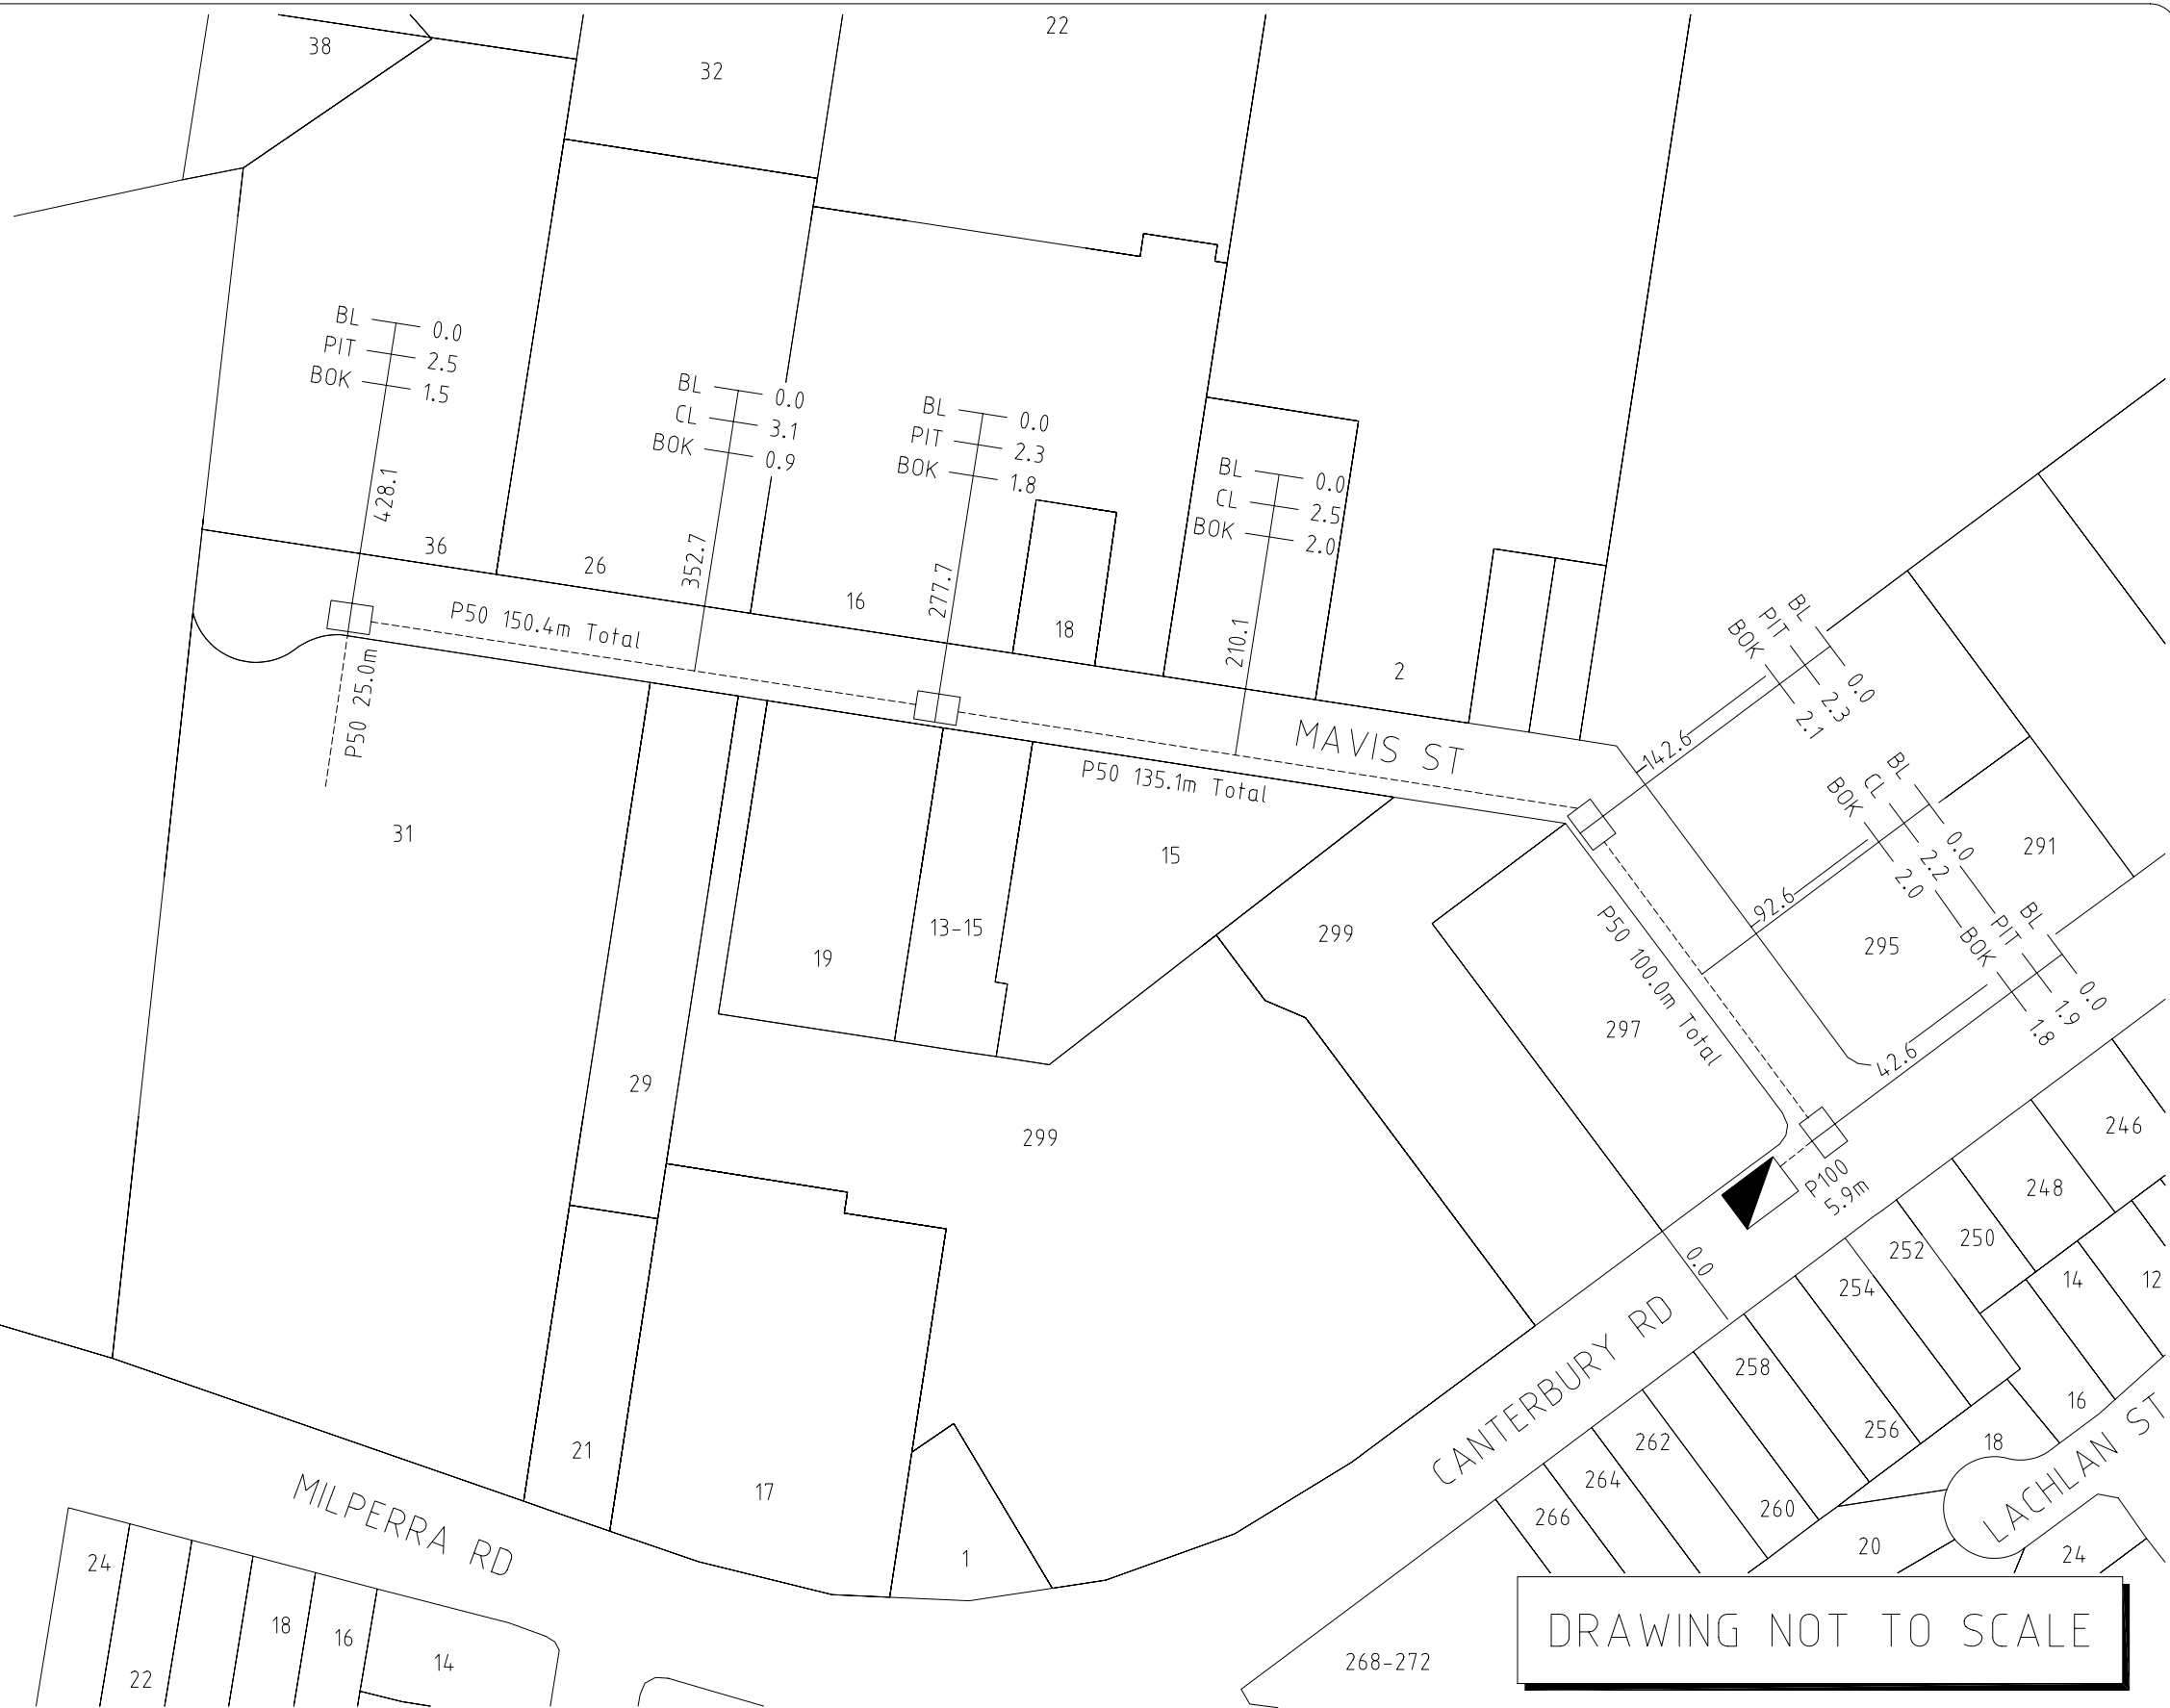 38
32
22
BL 0.0
PIT 2.5
BOK 1.5
428.1
BL 0.0
CL 3.1
BOK 0.9
352.7
BL 0.0
PIT 2.3
BOK 1.8
277.7
BL 0.0
CL 2.5
BOK 2.0
210.1
36
26
16
18
2
P50 150.4m Total
P50 25.0m
MAVIS ST
P50 135.1m Total
BL 0.0
PIT 2.3
BOK 2.1
142.6
BL 0.0
CL 2.2
BOK 2.0
92.6
BL 0.0
PIT 1.9
BOK 1.8
42.6
291
295
31
15
19
13-15
299
297
P50 100.0m Total
29
299
P100
5.9m
0.0
246
248
250
252
254
14
12
258
256
16
18
262
264
260
266
20
24
CANTERBURY RD
LACHLAN ST
21
17
1
MILPERRA RD
24
22
18
16
14
268-272
DRAWING NOT TO SCALE